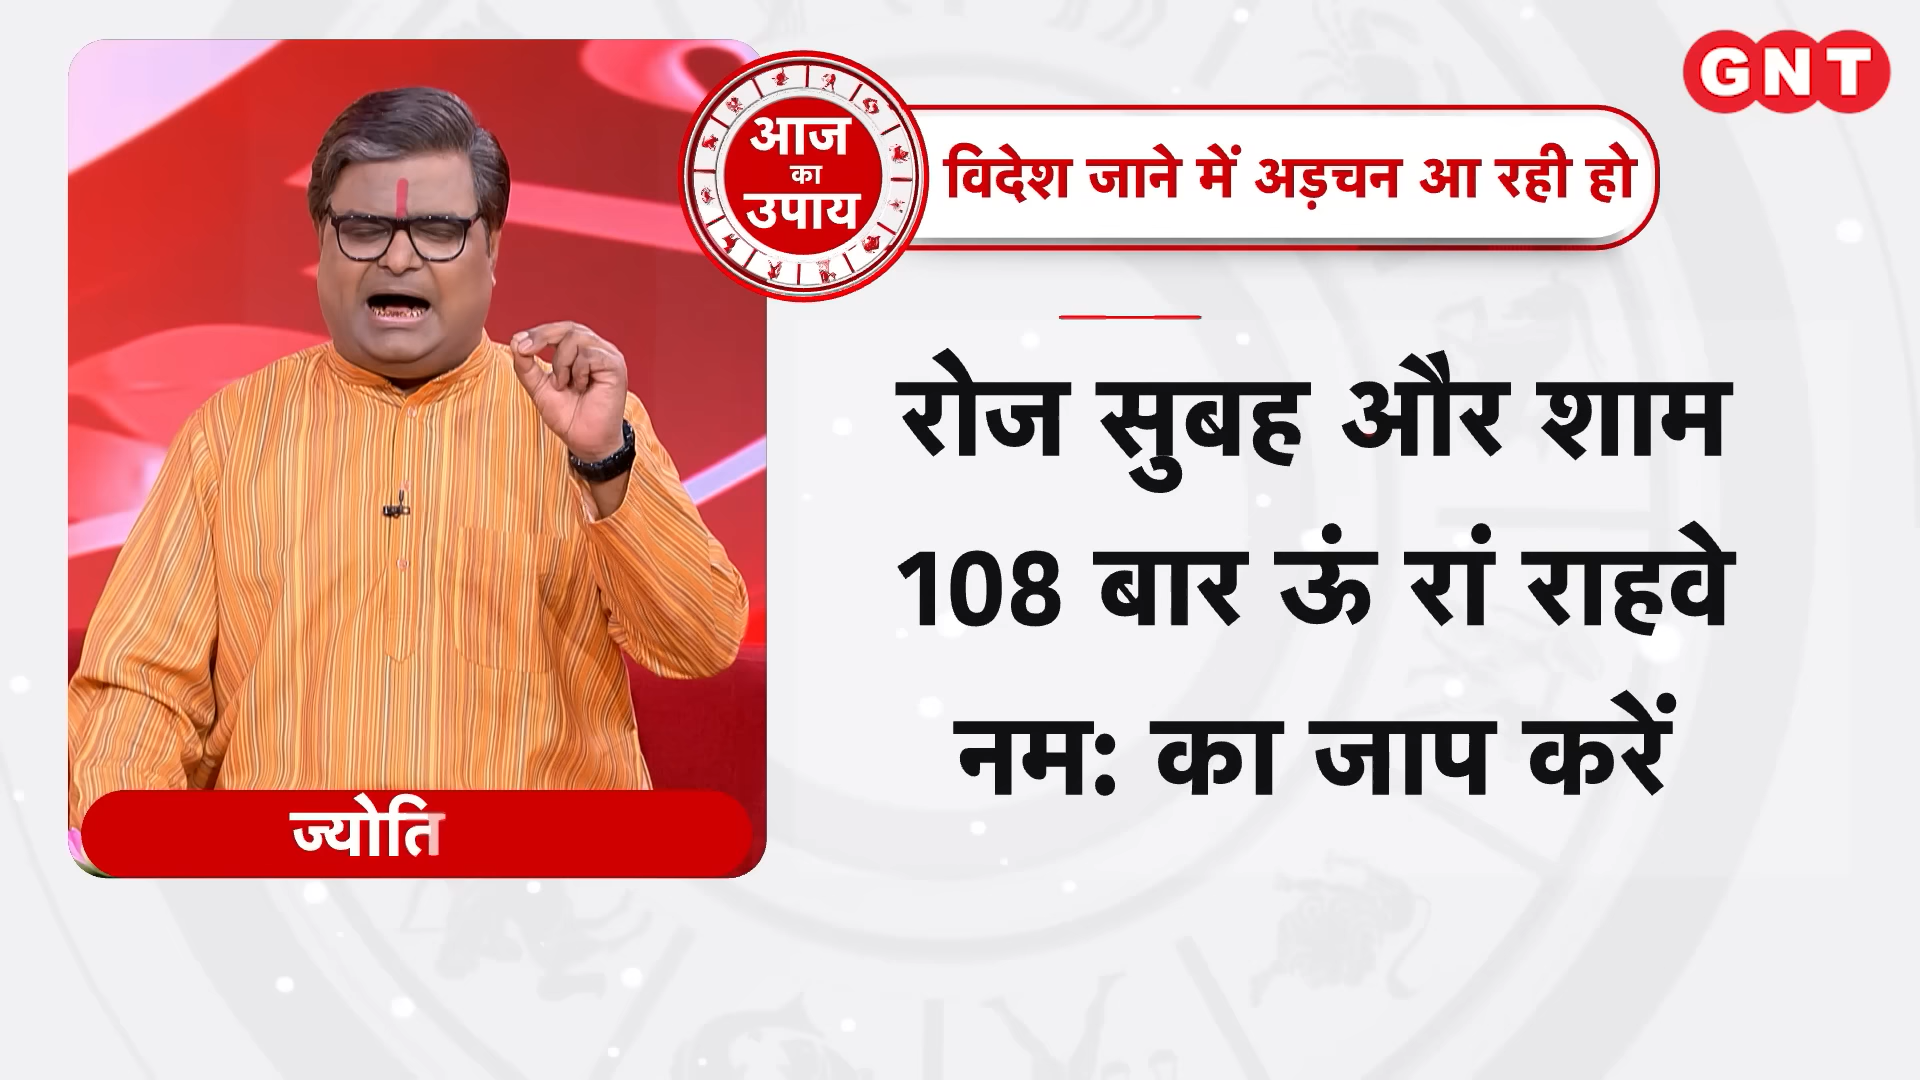 GNT
आज
का
उपाय
विदेश जाने में अड़चन आ रही हो
रोज सुबह और शाम
108 बार ऊं रां राहवे
नम: का जाप करें
ज्योति